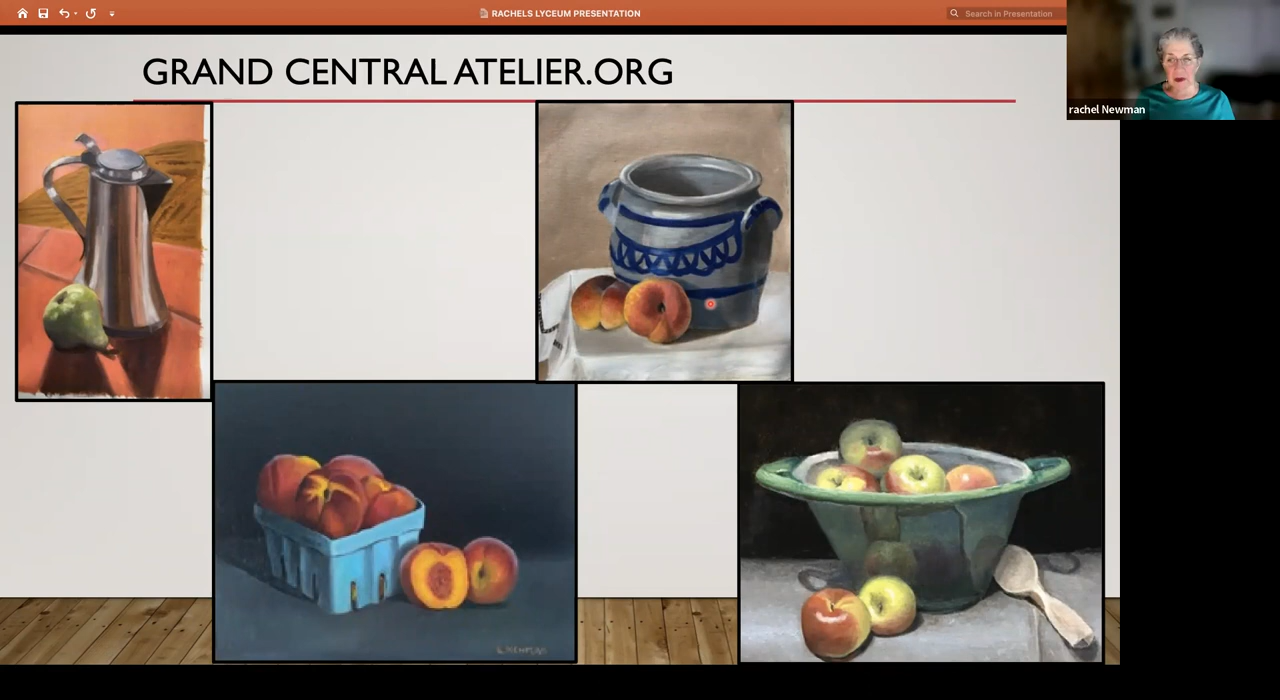 RACHELS LYCEUM PRESENTATION
Search in Presentation
GRAND CENTRAL ATELIER.ORG
rachel Newman